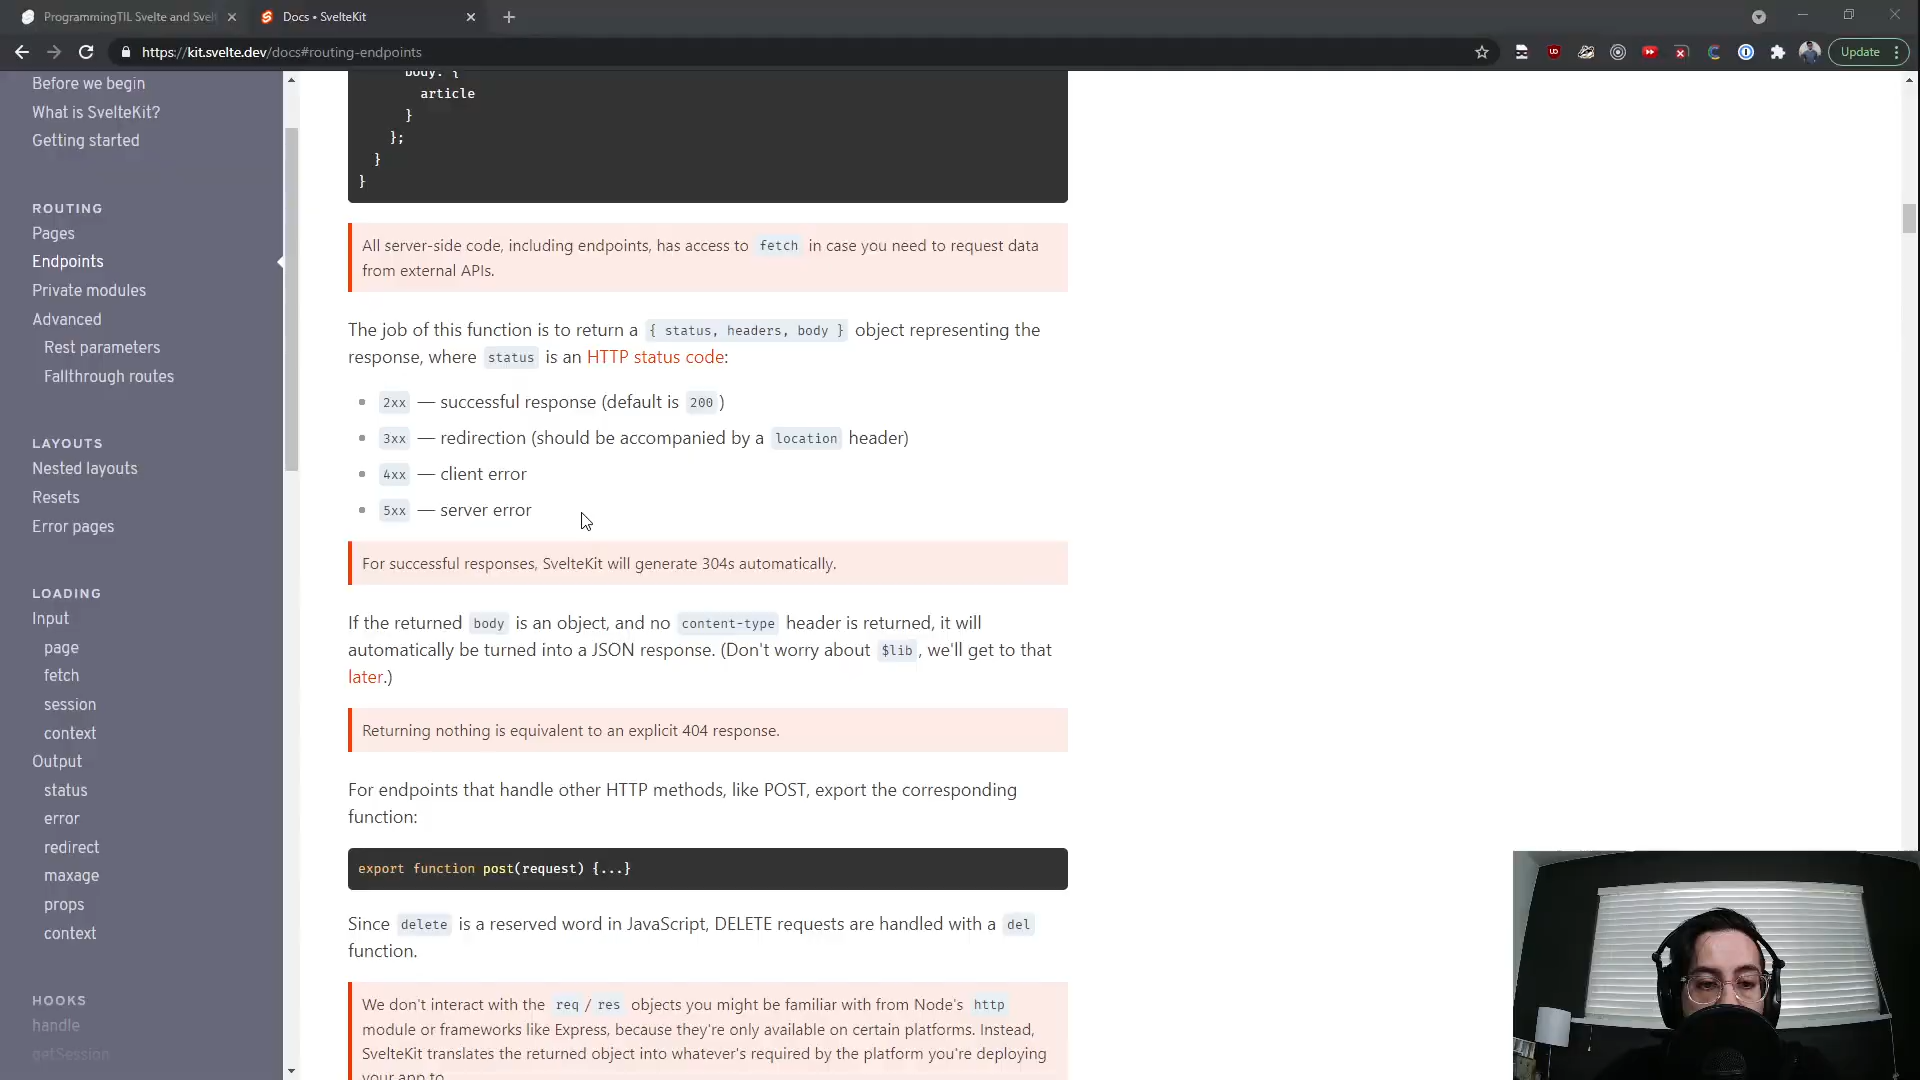 ProgrammingTIL Svelte and Svel
Docs • SvelteKit
https://kit.svelte.dev/docs#routing-endpoints
Update
Before we begin
What is SvelteKit?
Getting started
ROUTING
Pages
Endpoints
Private modules
Advanced
Rest parameters
Fallthrough routes
LAYOUTS
Nested layouts
Resets
Error pages
LOADING
Input
page
fetch
session
context
Output
status
error
redirect
maxage
props
context
HOOKS
handle
getSession
body: {
article
}
};
}
}
All server-side code, including endpoints, has access to fetch in case you need to request data
from external APIs.
The job of this function is to return a { status, headers, body } object representing the
response, where status is an HTTP status code:
2xx — successful response (default is 200 )
3xx — redirection (should be accompanied by a location header)
4xx — client error
5xx — server error
For successful responses, SvelteKit will generate 304s automatically.
If the returned body is an object, and no content-type header is returned, it will
automatically be turned into a JSON response. (Don't worry about $lib , we'll get to that
later.)
Returning nothing is equivalent to an explicit 404 response.
For endpoints that handle other HTTP methods, like POST, export the corresponding
function:
export function post(request) {...}
Since delete is a reserved word in JavaScript, DELETE requests are handled with a del
function.
We don't interact with the req / res objects you might be familiar with from Node's http
module or frameworks like Express, because they're only available on certain platforms. Instead,
SvelteKit translates the returned object into whatever's required by the platform you're deploying
your app to.